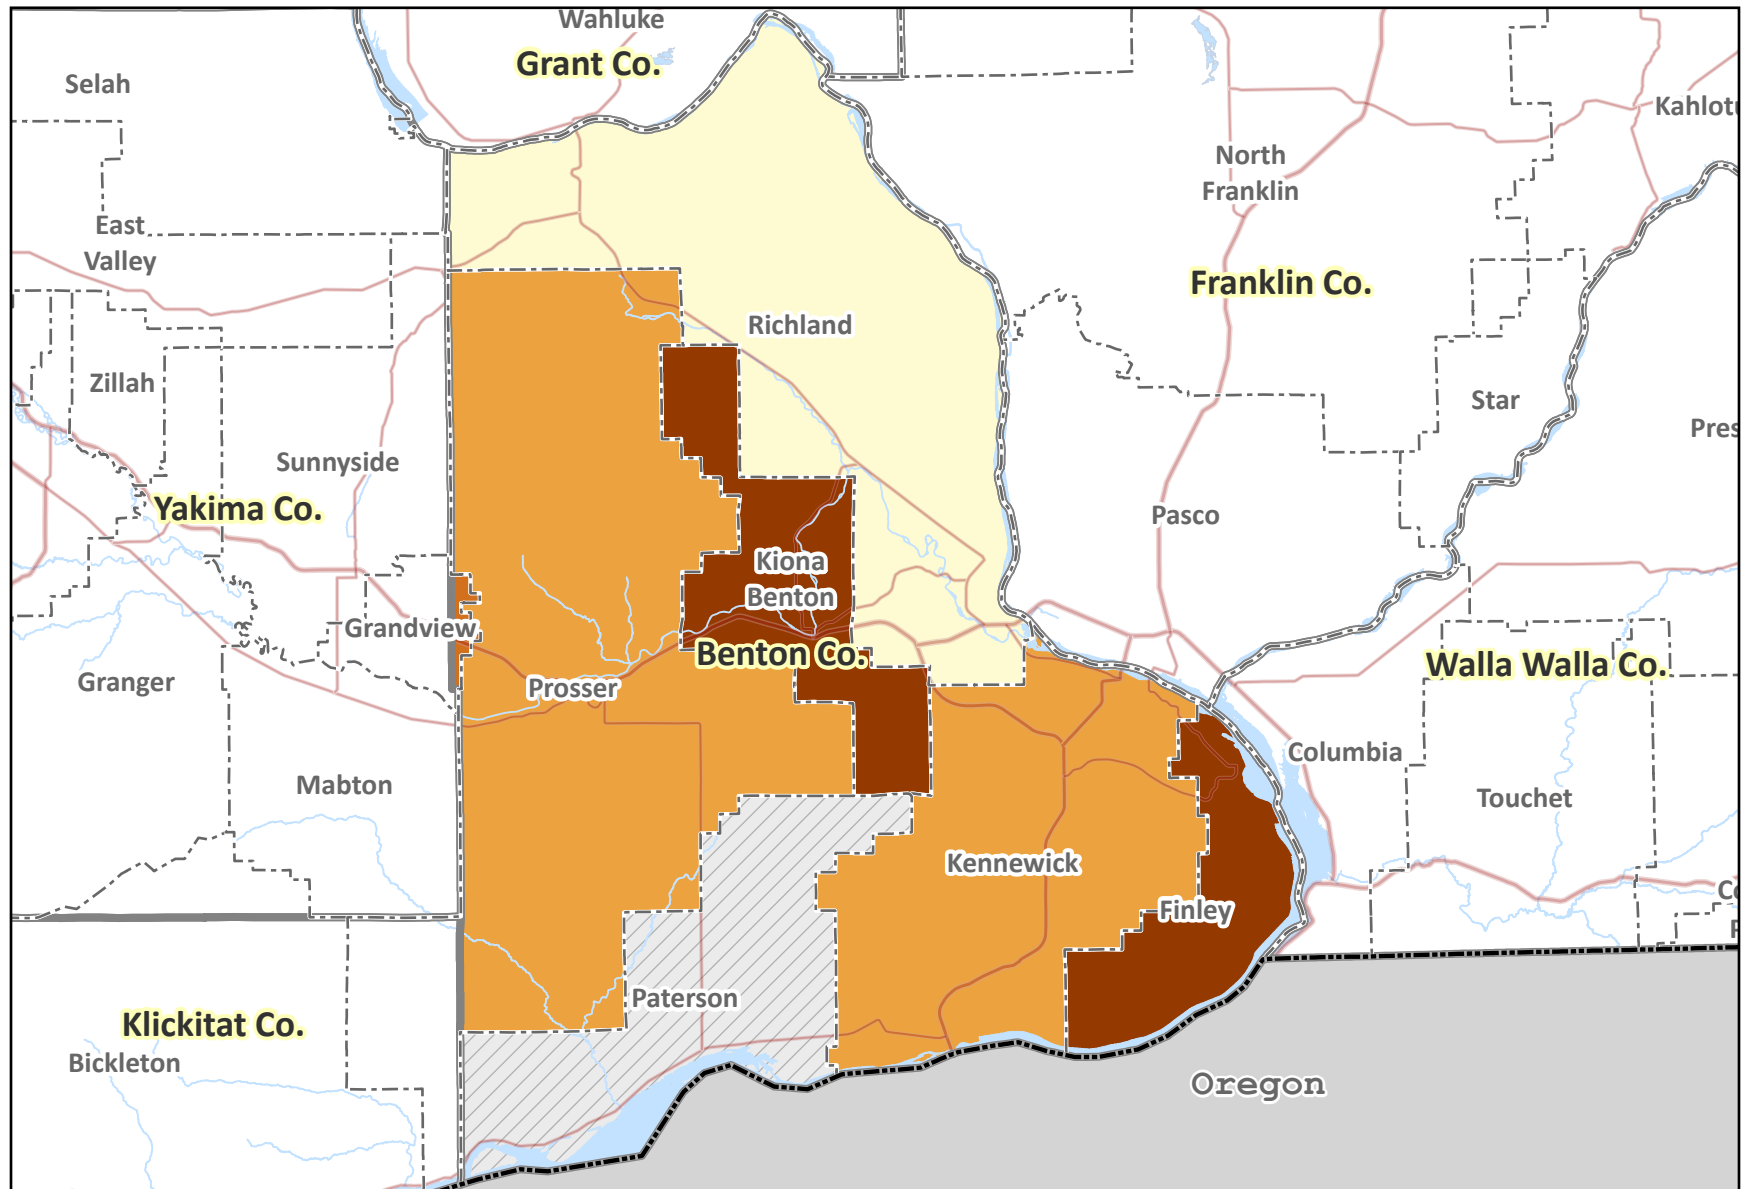 Wahluke
Grant Co.
Selah
Kahlot
North
Franklin
East
Valley
Franklin Co.
Richland
Zillah
Star
Pres
Sunnyside
Yakima Co.
Pasco
Kiona
Benton
Grandview
Benton Co.
Walla Walla Co.
Granger
Prosser
Columbia
Mabton
Touchet
Kennewick
Finley
Paterson
Klickitat Co.
Bickleton
Oregon